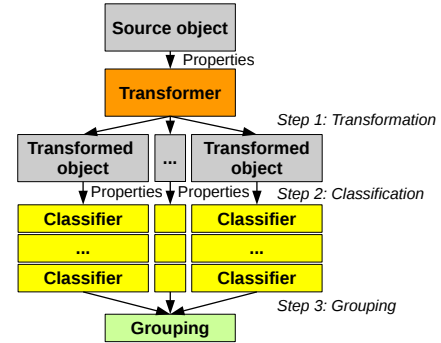 Source object
Properties
Transformer
Step 1: Transformation
Transformed object
...
Transformed object
Properties
Properties
Step 2: Classification
Classifier
Classifier
...
...
Classifier
Classifier
Step 3: Grouping
Grouping